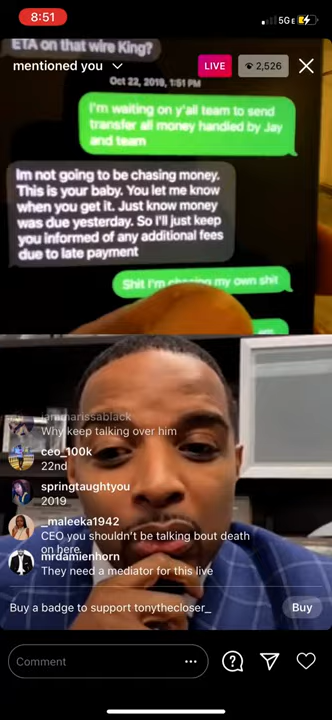 8:51
5G E
ETA on that wire King?
mentioned you
LIVE
2,526
Oct 22, 2019, 1:51 PM
I'm waiting on y'all team to send
transfer all money handled by Jay
and team
Im not going to be chasing money.
This is your baby. You let me know
when you get it. Just know money
was due yesterday. So I'll just keep
you informed of any additional fees
due to late payment
Shit I'm chasing my own shit
iammarissablack
Why keep talking over him
ceo_100k
22nd
springtaughtyou
2019
_maleeka1942
CEO you shouldn't be talking bout death
on here.
mrdamienhorn
They need a mediator for this live
Buy a badge to support tonythecloser_
Buy
Comment